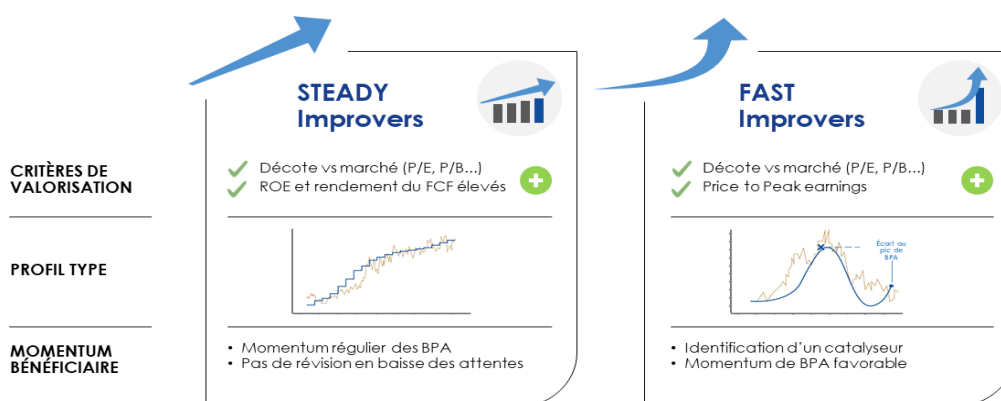 STEADY
Improvers
FAST
Improvers
CRITÈRES DE
VALORISATION
Décote vs marché (P/E, P/B...)
ROE et rendement du FCF élevés
Décote vs marché (P/E, P/B...)
Price to Peak earnings
PROFIL TYPE
Écart au
pic de
BPA
MOMENTUM
BÉNÉFICIAIRE
• Momentum régulier des BPA
• Pas de révision en baisse des attentes
• Identification d'un catalyseur
• Momentum de BPA favorable